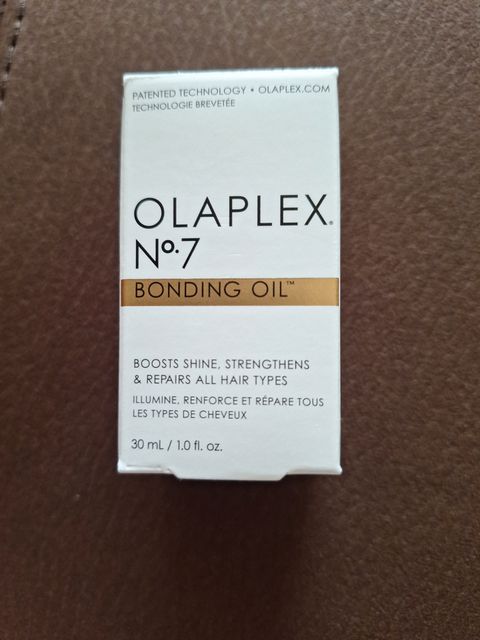 PATENTED TECHNOLOGY • OLAPLEX.COM
TECHNOLOGIE BREVETÉE
OLAPLEX®
Nº.7
BONDING OIL™
BOOSTS SHINE, STRENGTHENS
& REPAIRS ALL HAIR TYPES
ILLUMINE, RENFORCE ET RÉPARE TOUS
LES TYPES DE CHEVEUX
30 mL / 1.0 fl. oz.